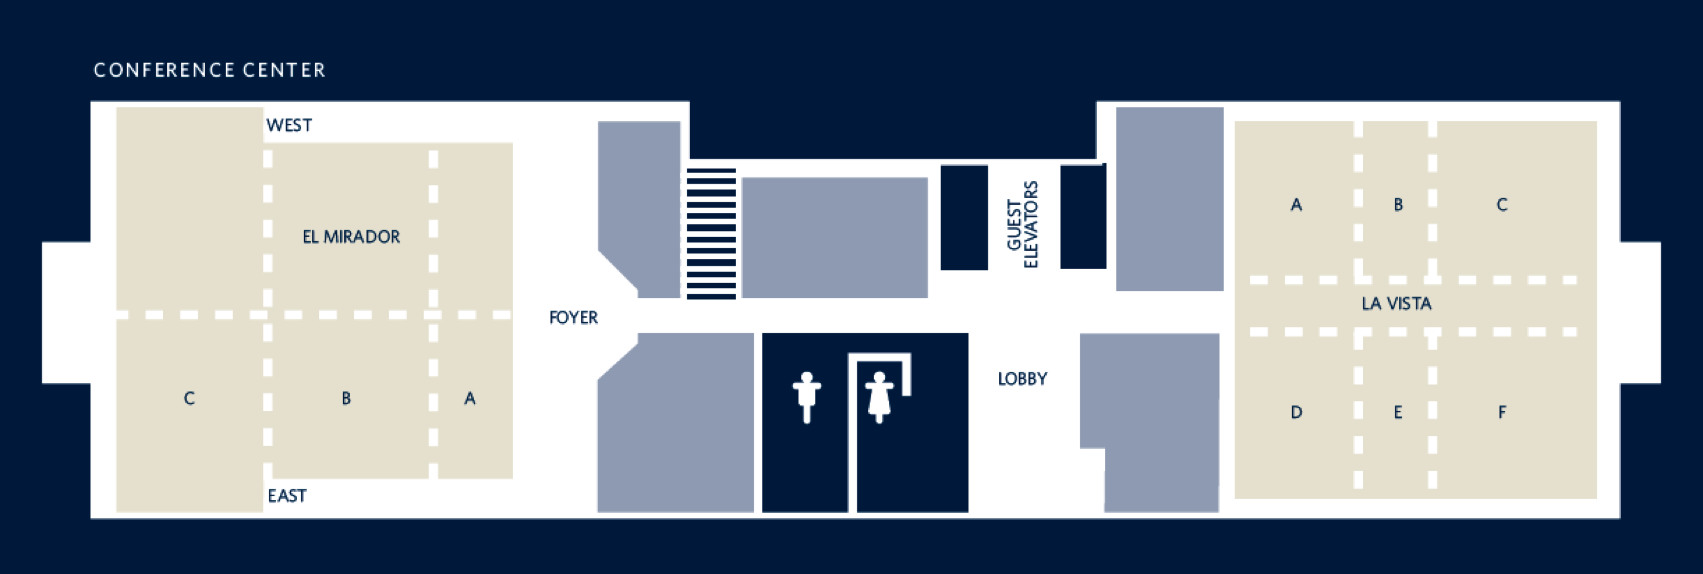 CONFERENCE CENTER
WEST
EL MIRADOR
C
B
A
EAST
FOYER
GUEST
ELEVATORS
LOBBY
A
B
C
LA VISTA
D
E
F